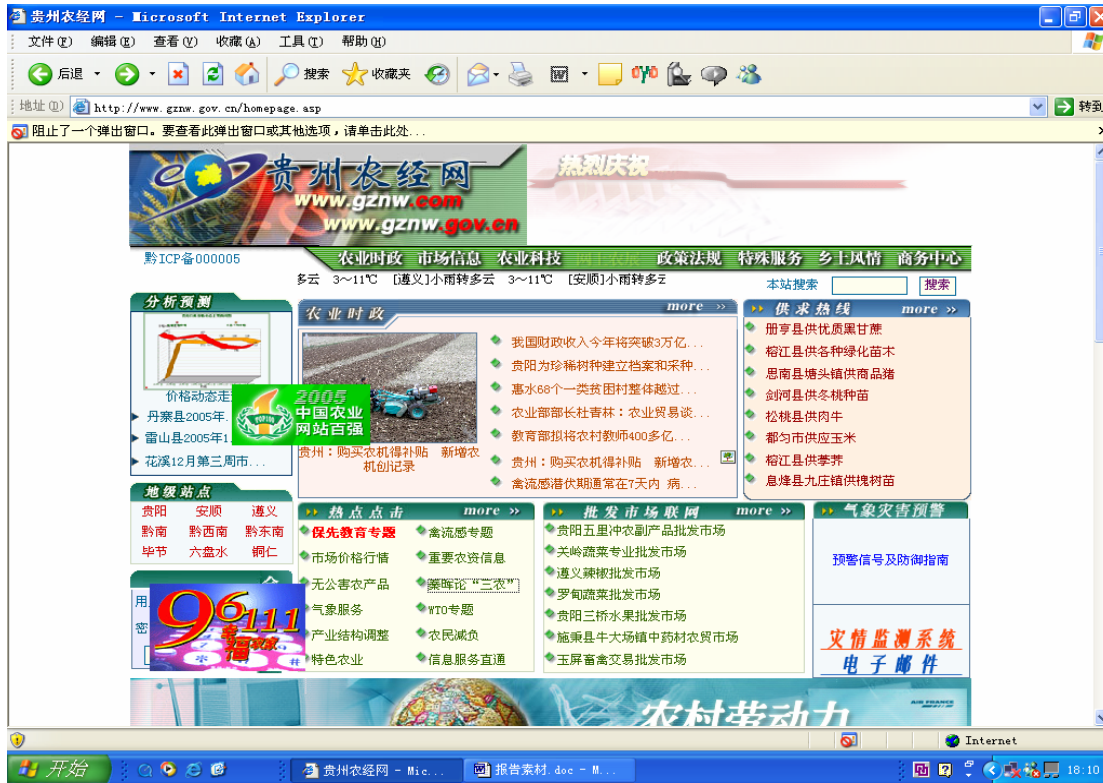 贵州农经网 - Microsoft Internet Explorer
文件(F) 编辑(E) 查看(V) 收藏(A) 工具(T) 帮助(H)
后退 搜索 收藏夹
地址(D) http://www.gznw.gov.cn/homepage.asp 转到
阻止了一个弹出窗口。要查看此弹出窗口或其他选项，请单击此处...
贵州农经网
www.gznw.com
www.gznw.gov.cn
热烈庆祝
黔ICP备000005
农业时政 市场信息 农业科技 政策法规 特殊服务 乡土风情 商务中心
多云 3～11℃ [遵义]小雨转多云 3～11℃ [安顺]小雨转多云
本站搜索 搜索
分析预测
价格动态走
丹寨县2005年
雷山县2005年1
花溪12月第三周市...
2005
中国农业
网站百强
TOP100
农业时政 more >>
贵州：购买农机得补贴 新增农
机创记录
我国财政收入今年将突破3万亿...
贵阳为珍稀树种建立档案和采种...
惠水68个一类贫困村整体越过...
农业部部长杜青林：农业贸易谈...
教育部拟将农村教师400多亿...
贵州：购买农机得补贴 新增农...
禽流感潜伏期通常在7天内 病...
供求热线 more >>
册亨县供优质黑甘蔗
榕江县供各种绿化苗木
思南县塘头镇供商品猪
剑河县供冬桃种苗
松桃县供肉牛
都匀市供应玉米
榕江县供荸荠
息烽县九庄镇供槐树苗
地级站点
贵阳 安顺 遵义
黔南 黔西南 黔东南
毕节 六盘水 铜仁
用
密
96111
热点点击 more >>
保先教育专题 禽流感专题
市场价格行情 重要农资信息
无公害农产品 栗晖论“三农”
气象服务 WTO专题
产业结构调整 农民减负
特色农业 信息服务直通
批发市场联网 more >>
贵阳五里冲农副产品批发市场
关岭蔬菜专业批发市场
遵义辣椒批发市场
罗甸蔬菜批发市场
贵阳三桥水果批发市场
施秉县牛大场镇中药材农贸市场
玉屏畜禽交易批发市场
气象灾害预警
预警信号及防御指南
灾情监测系统
电子邮件
农村劳动力
AIR FRANCE
Internet
开始 贵州农经网 - Mic... 报告素材.doc - M... 18:10